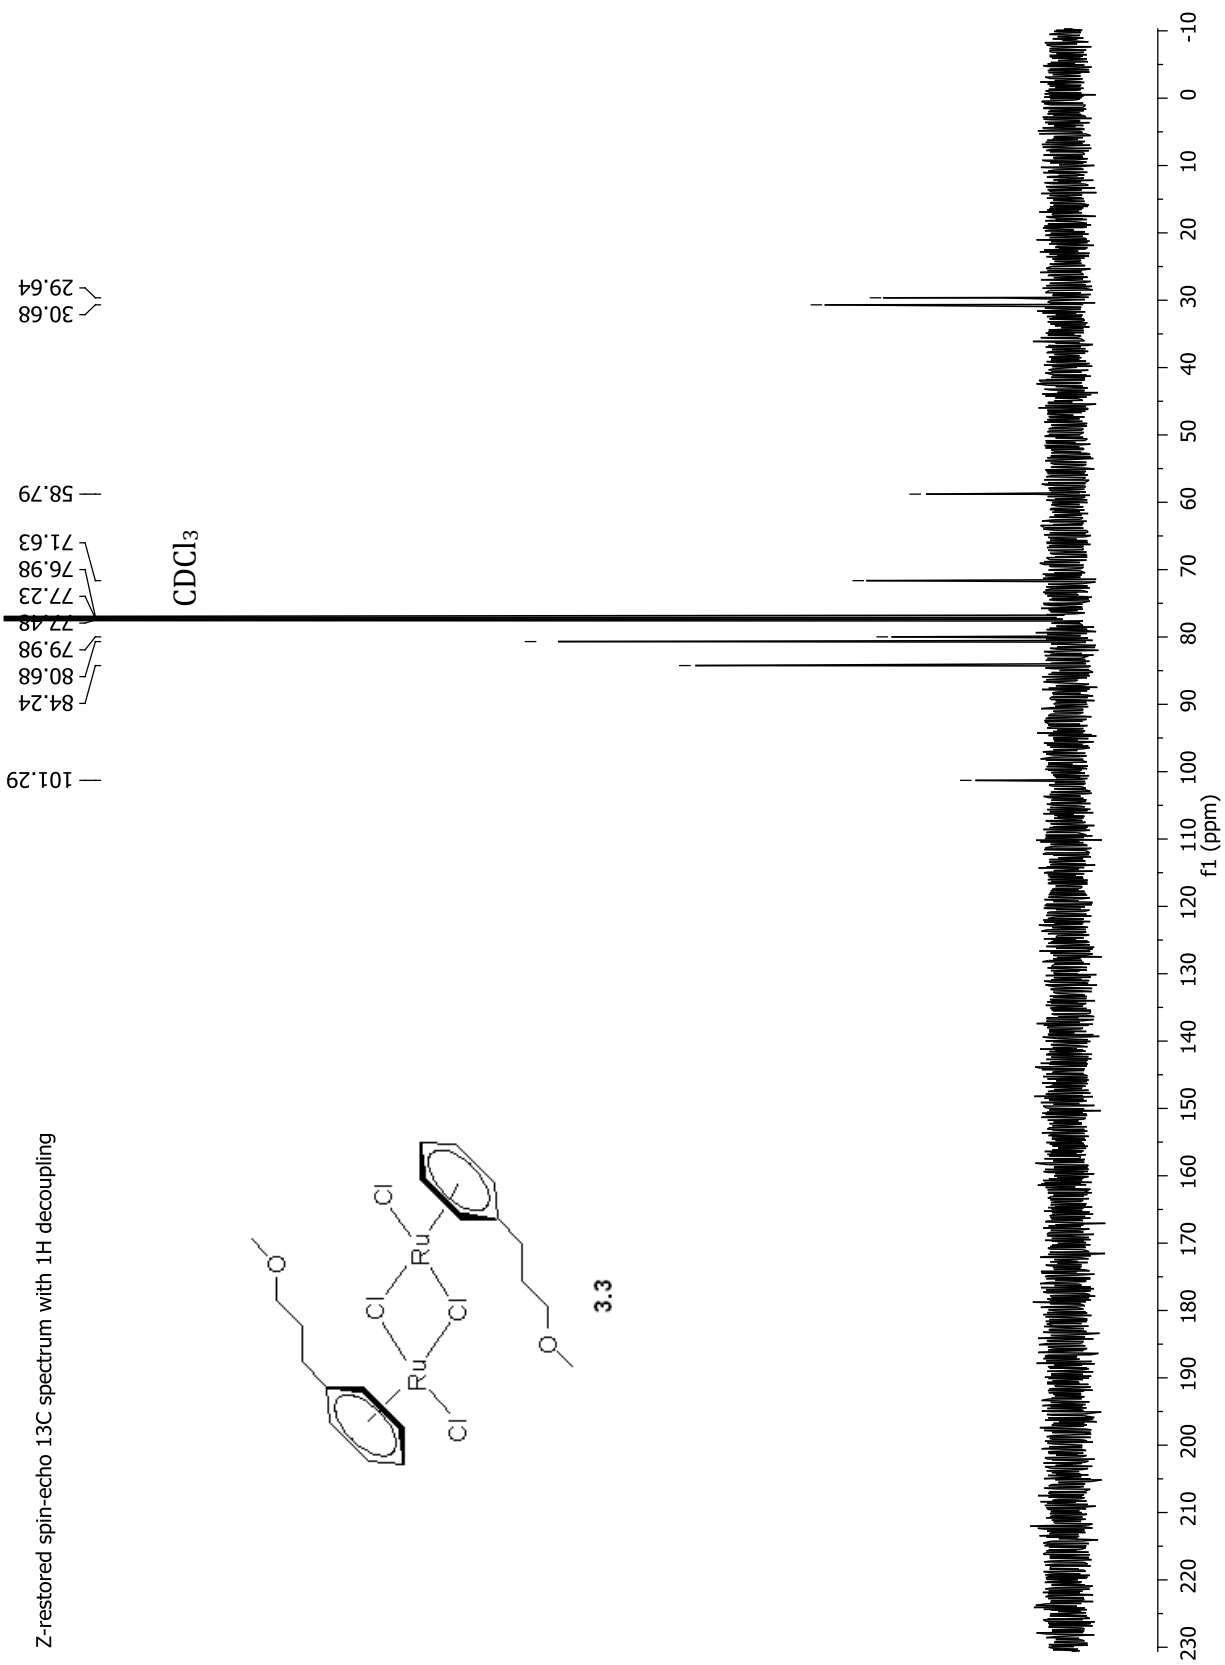 Z-restored spin-echo 13C spectrum with 1H decoupling
101.29
84.24
80.68
79.98
77.48
77.23
76.98
71.63
58.79
30.68
29.64
CDCl₃
O
Cl
Cl
Ru
Ru
Cl
Cl
O
3.3
230 220 210 200 190 180 170 160 150 140 130 120 110 100 90 80 70 60 50 40 30 20 10 0 -10
f1 (ppm)